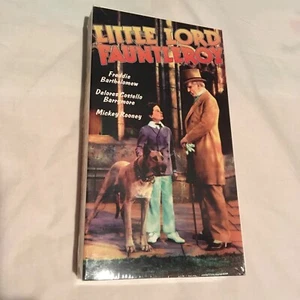 LITTLE LORD
FAUNTLEROY
Freddie
Bartholomew
Dolores Costello
Barrymore
Mickey Rooney